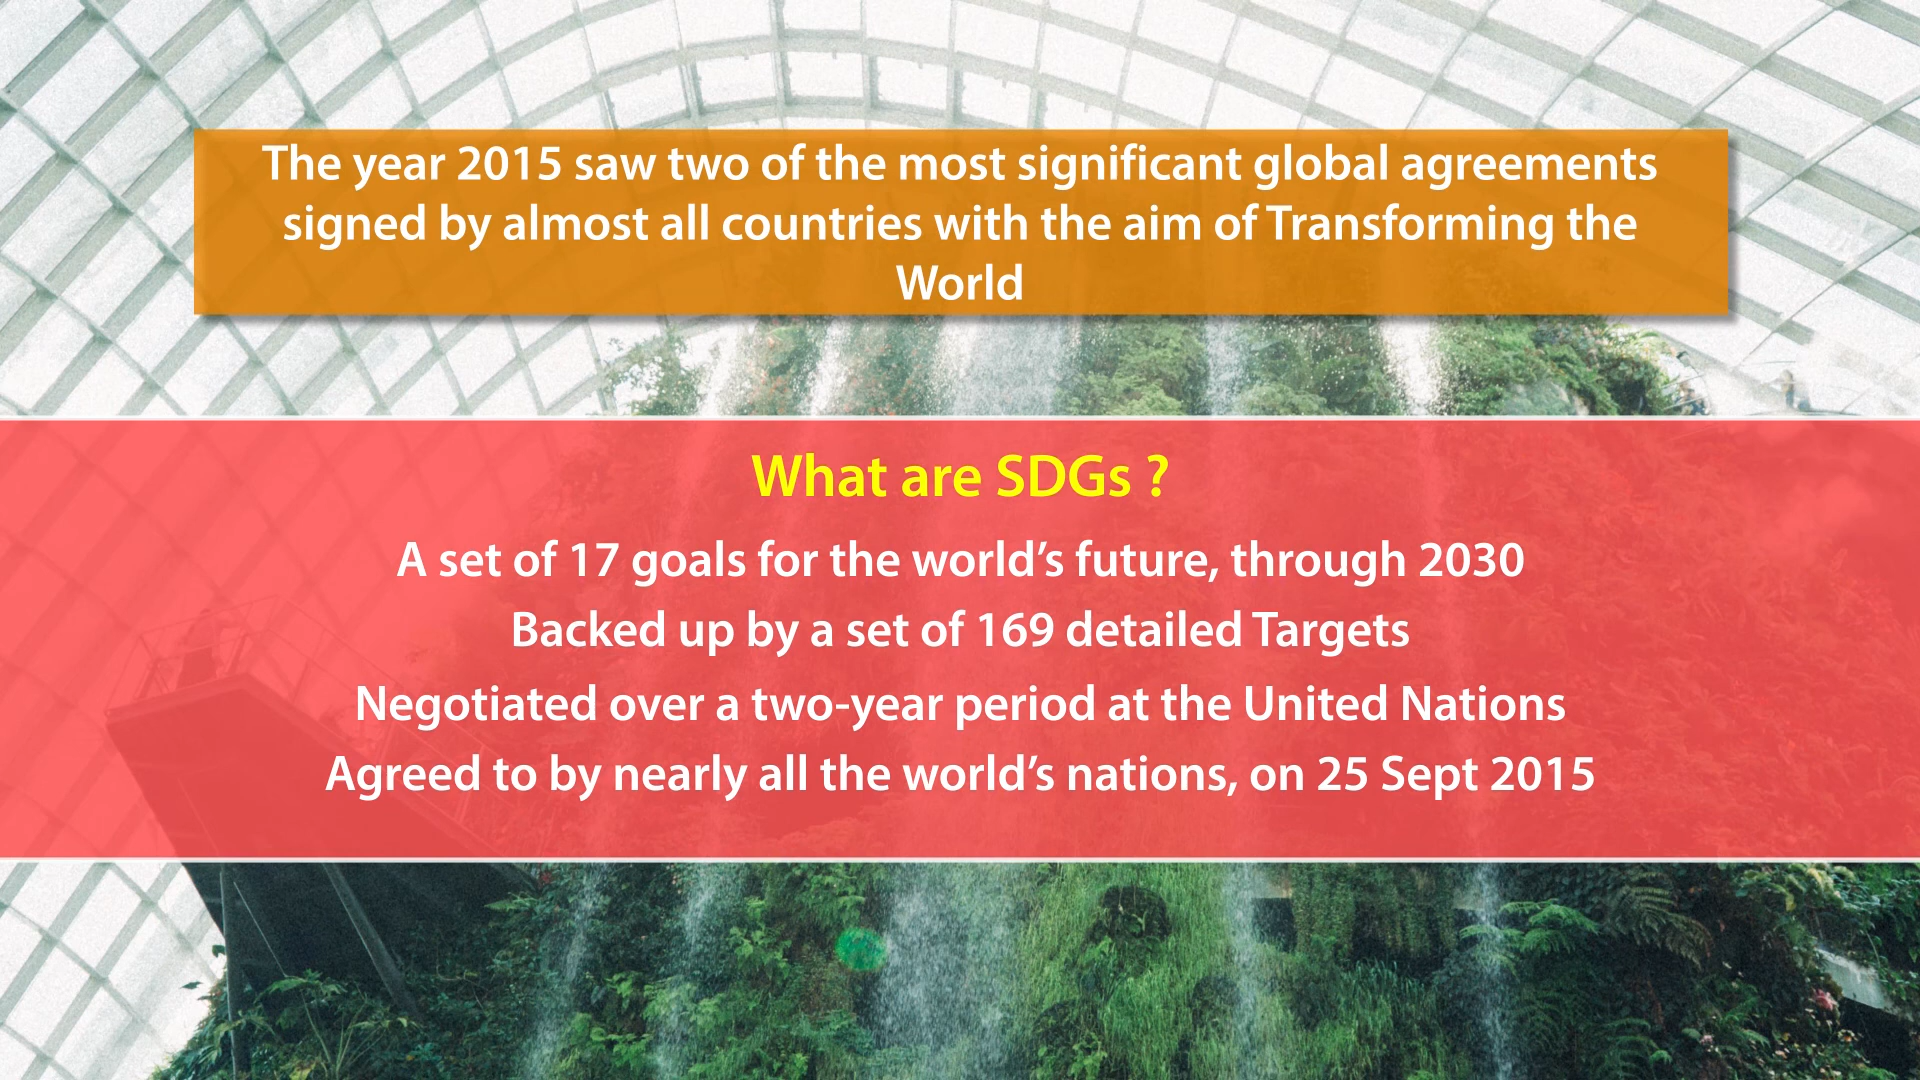 The year 2015 saw two of the most significant global agreements
signed by almost all countries with the aim of Transforming the
World
What are SDGs ?
A set of 17 goals for the world’s future, through 2030
Backed up by a set of 169 detailed Targets
Negotiated over a two-year period at the United Nations
Agreed to by nearly all the world’s nations, on 25 Sept 2015